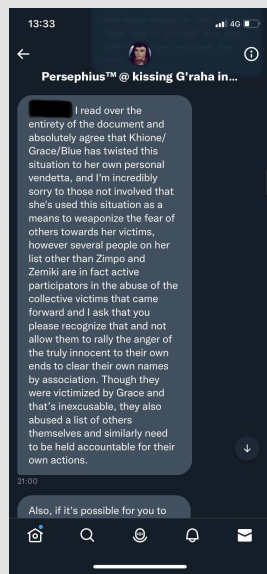 13:33
4G
Persephius™ @ kissing G'raha in...
I read over the
entirety of the document and
absolutely agree that Khione/
Grace/Blue has twisted this
situation to her own personal
vendetta, and I'm incredibly
sorry to those not involved that
she's used this situation as a
means to weaponize the fear of
others towards her victims,
however several people on her
list other than Zimpo and
Zemiki are in fact active
participators in the abuse of the
collective victims that came
forward and I ask that you
please recognize that and not
allow them to rally the anger of
the truly innocent to their own
ends to clear their own names
by association. Though they
were victimized by Grace and
that's inexcusable, they also
abused a list of others
themselves and similarly need
to be held accountable for their
own actions.
21:00
Also, if it's possible for you to